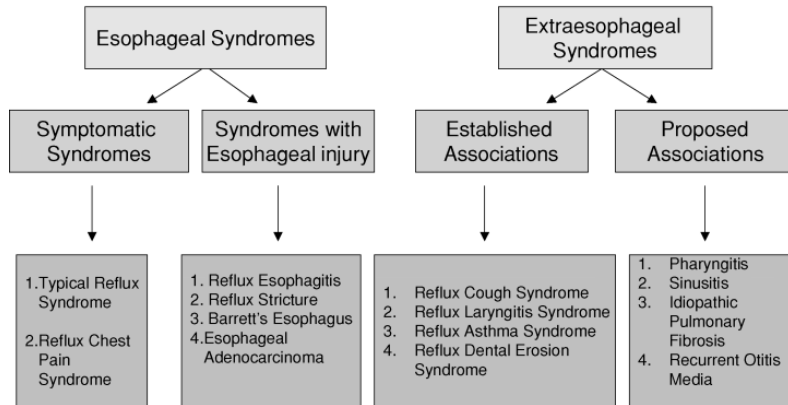 Esophageal Syndromes
Extraesophageal
Syndromes
Symptomatic
Syndromes
Syndromes with
Esophageal injury
Established
Associations
Proposed
Associations
1.Typical Reflux
Syndrome
2.Reflux Chest
Pain
Syndrome
1. Reflux Esophagitis
2. Reflux Stricture
3. Barrett's Esophagus
4.Esophageal
Adenocarcinoma
1. Reflux Cough Syndrome
2. Reflux Laryngitis Syndrome
3. Reflux Asthma Syndrome
4. Reflux Dental Erosion
Syndrome
1. Pharyngitis
2. Sinusitis
3. Idiopathic
Pulmonary
Fibrosis
4. Recurrent Otitis
Media